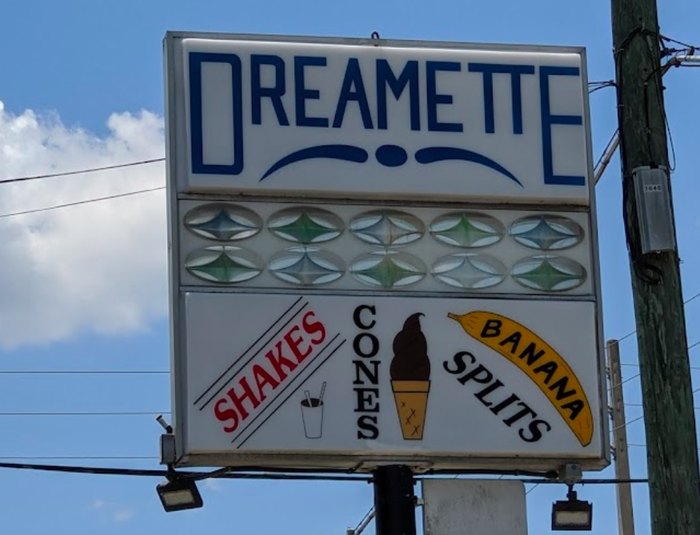 DREAMETTE
SHAKES
CONES
BANANA
SPLITS